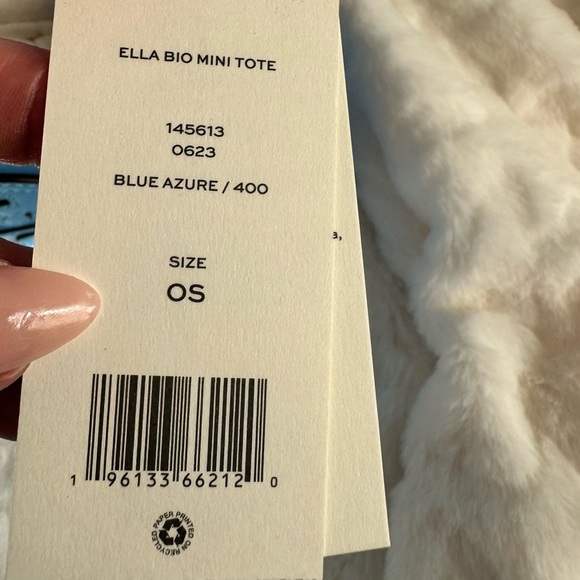 ELLA BIO MINI TOTE
145613
0623
BLUE AZURE / 400
SIZE
OS
1 96133 66212 0
PAPER PRINTED ON RECYCLED